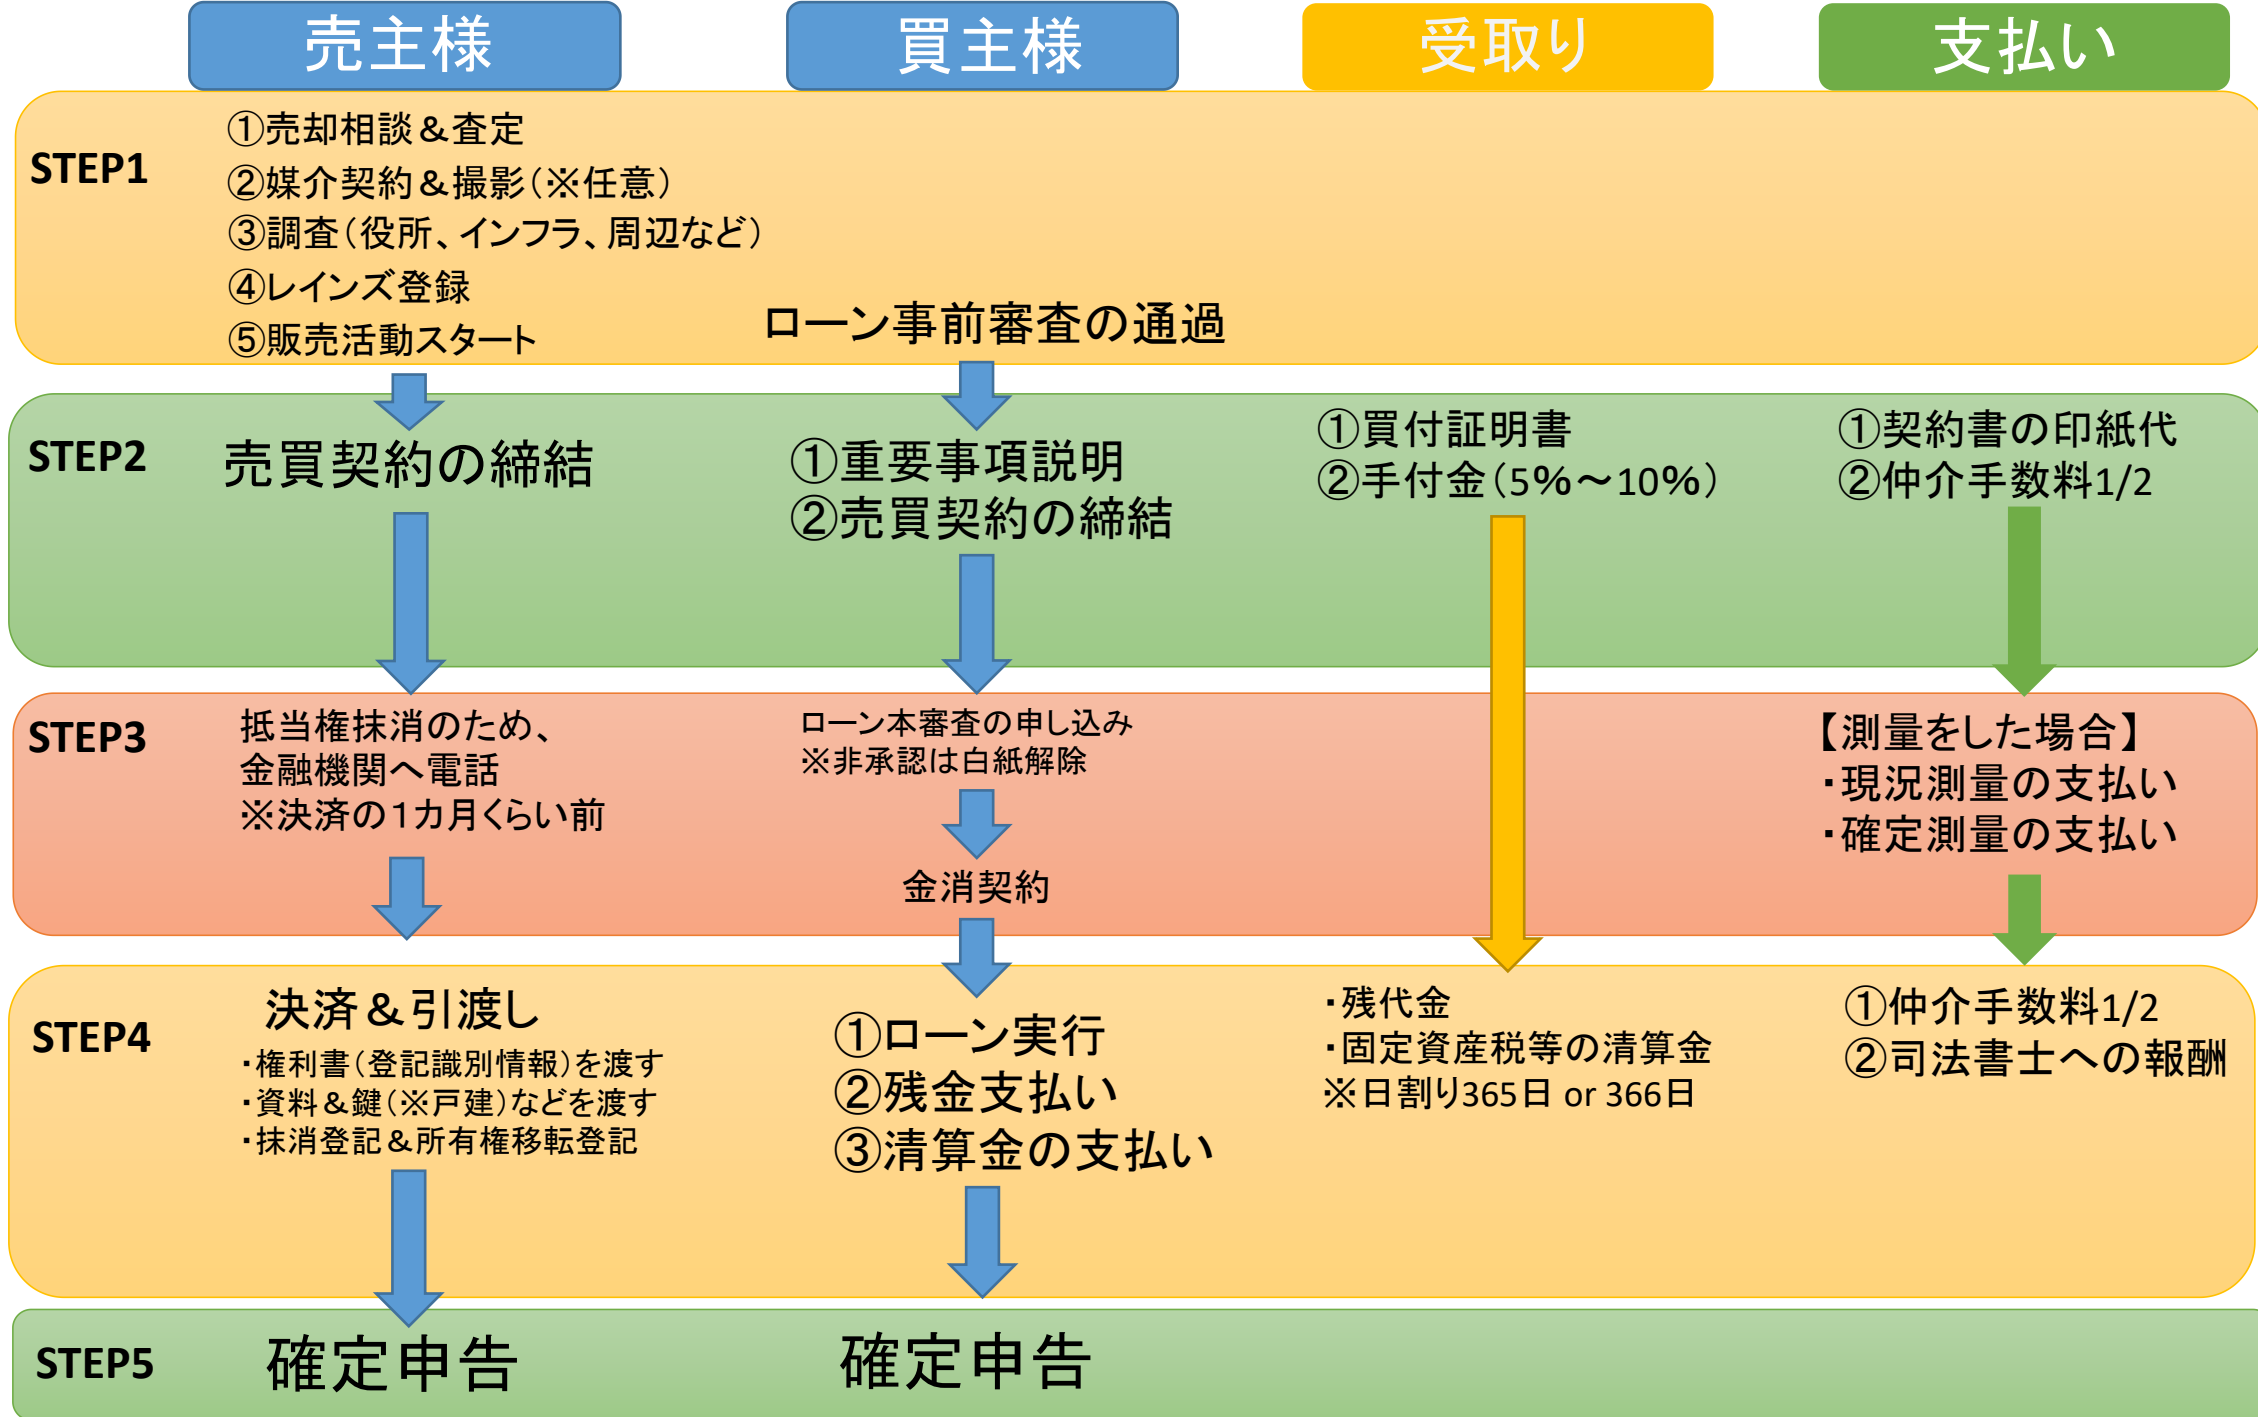 売主様
買主様
受取り
支払い
STEP1
①売却相談&査定
②媒介契約&撮影(※任意)
③調査(役所、インフラ、周辺など)
④レインズ登録
⑤販売活動スタート
ローン事前審査の通過
STEP2
売買契約の締結
①重要事項説明
②売買契約の締結
①買付証明書
②手付金(5%~10%)
①契約書の印紙代
②仲介手数料1/2
STEP3
抵当権抹消のため、
金融機関へ電話
※決済の1カ月くらい前
ローン本審査の申し込み
※非承認は白紙解除
金消契約
【測量をした場合】
・現況測量の支払い
・確定測量の支払い
STEP4
決済&引渡し
・権利書(登記識別情報)を渡す
・資料&鍵(※戸建)などを渡す
・抹消登記&所有権移転登記
①ローン実行
②残金支払い
③清算金の支払い
・残代金
・固定資産税等の清算金
※日割り365日 or 366日
①仲介手数料1/2
②司法書士への報酬
STEP5
確定申告
確定申告